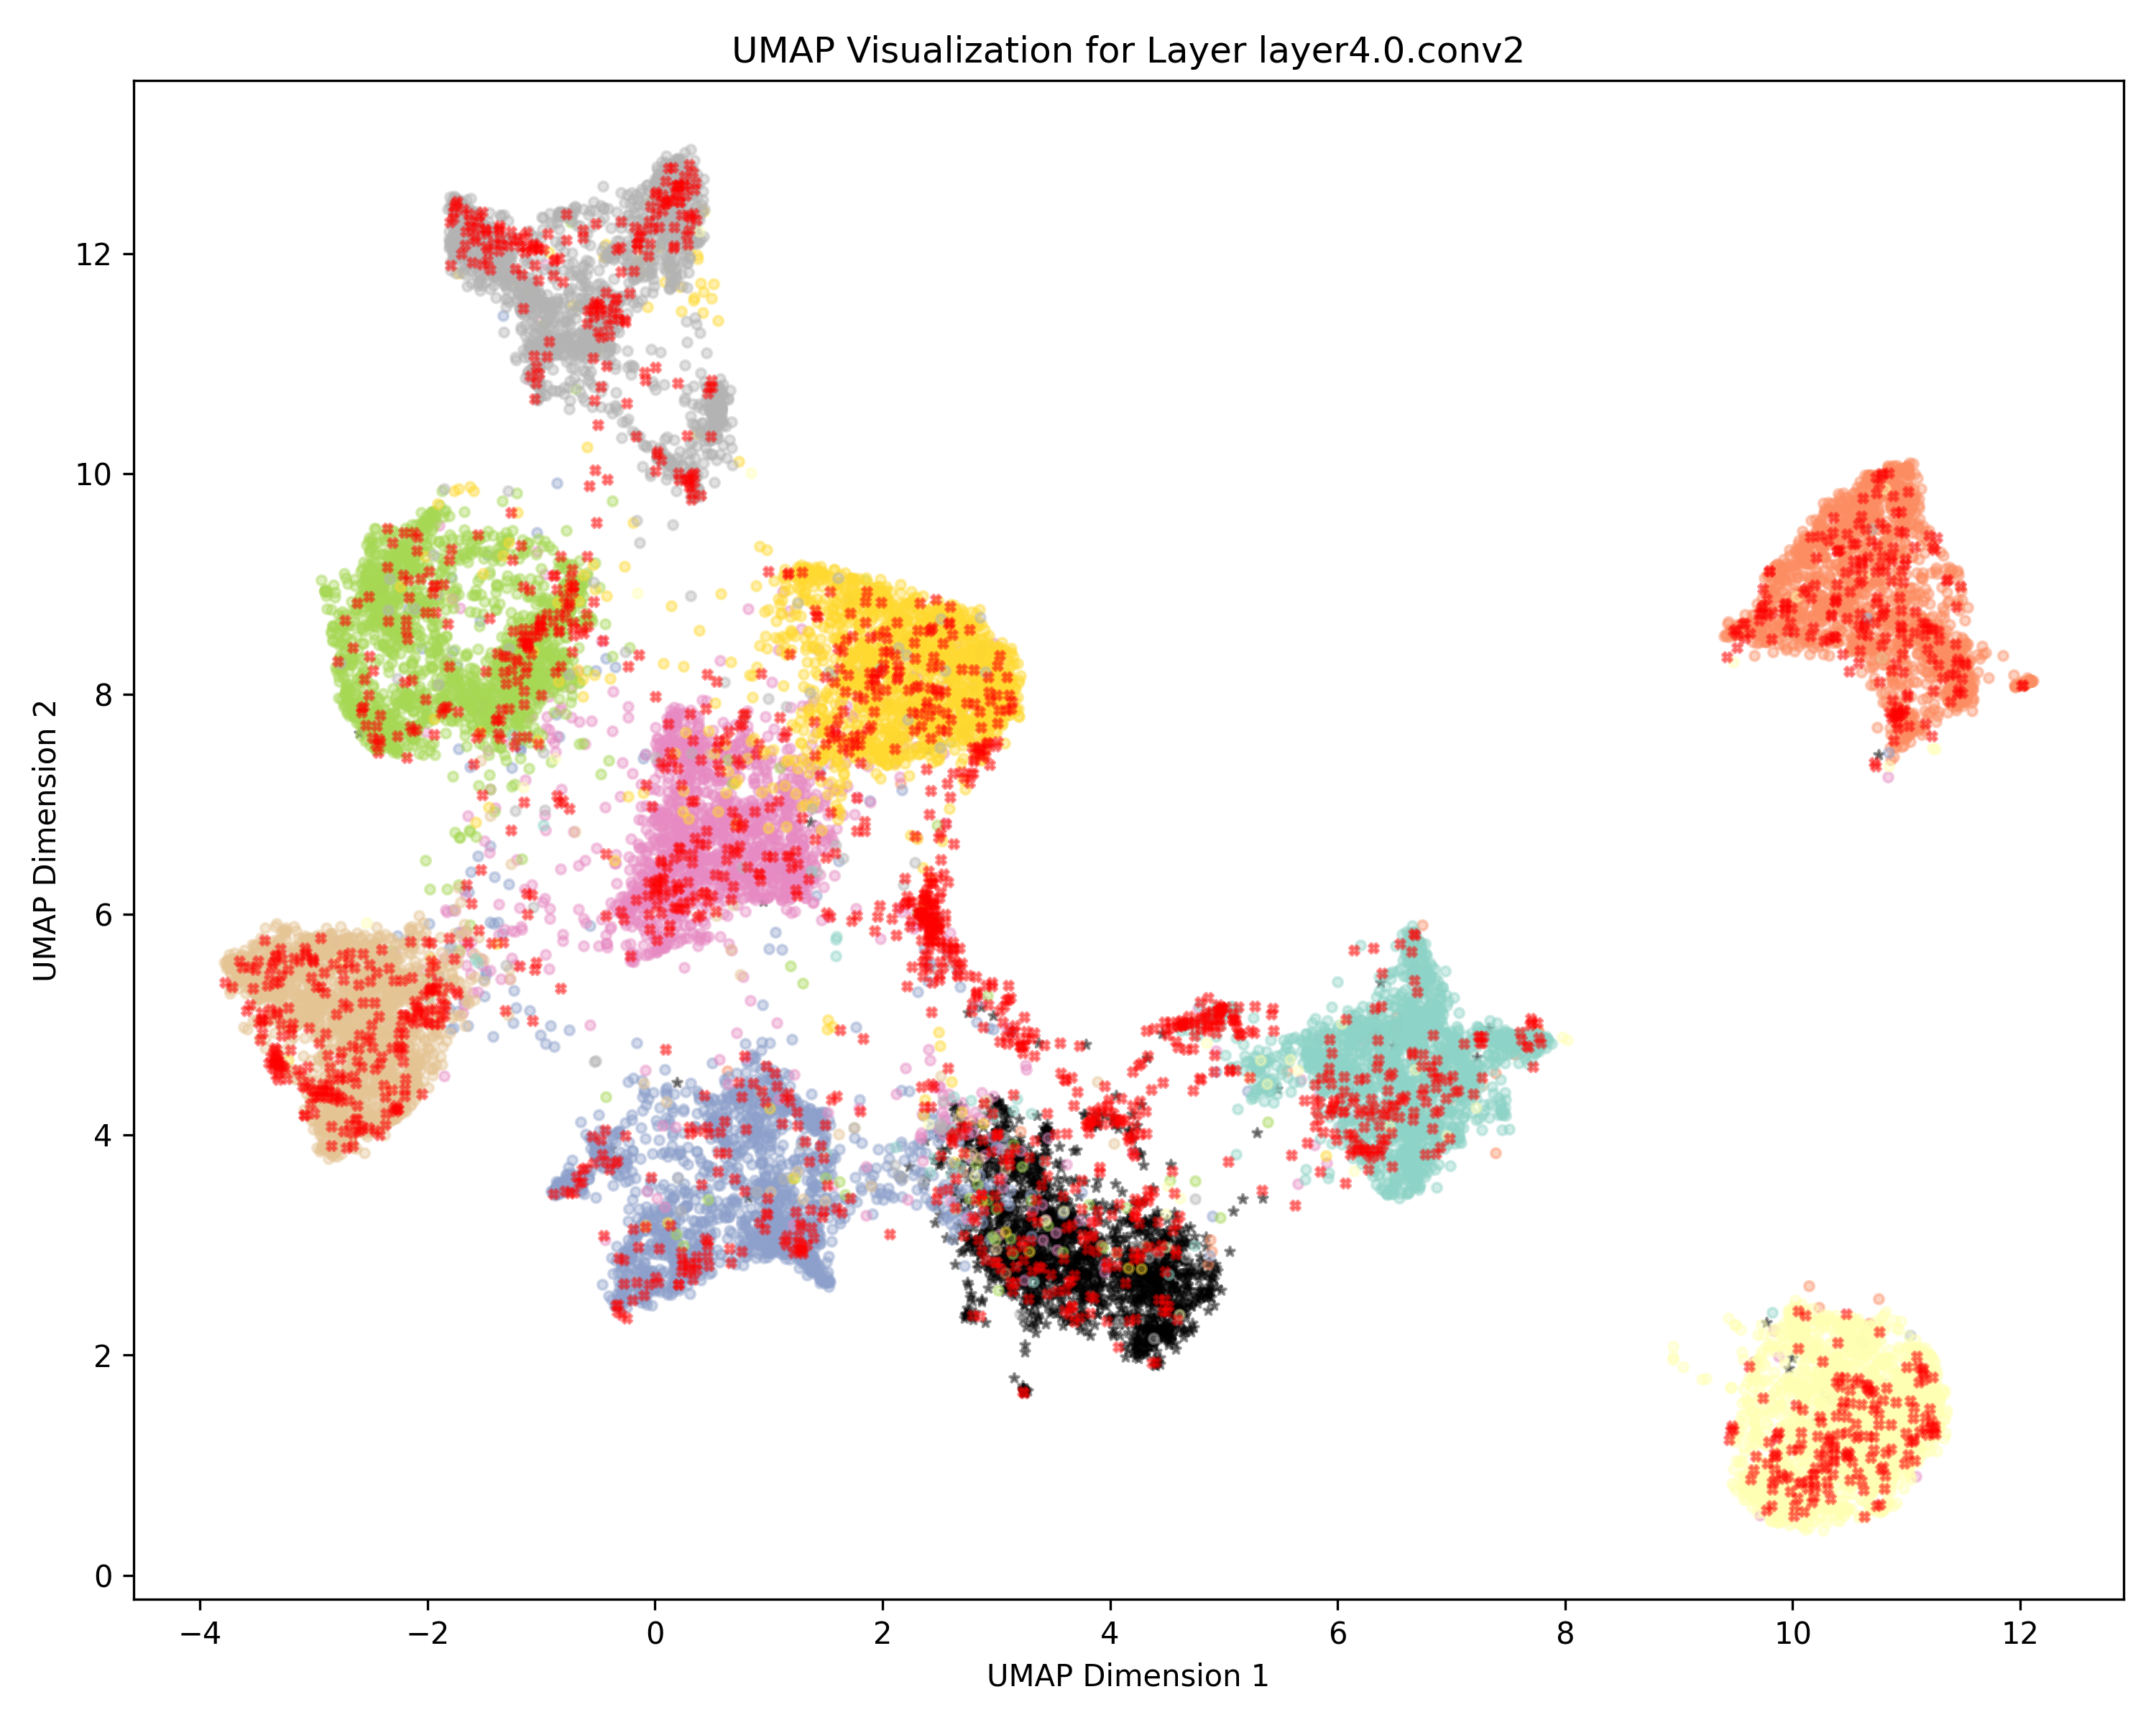 UMAP Visualization for Layer layer4.0.conv2
12
10
8
6
4
2
0
UMAP Dimension 2
−4 −2 0 2 4 6 8 10 12
UMAP Dimension 1